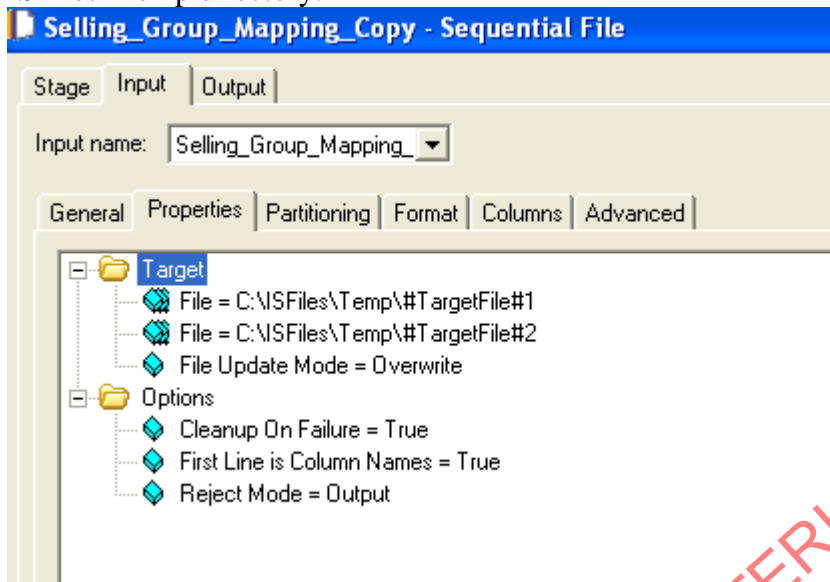 Selling_Group_Mapping_Copy - Sequential File
Stage Input Output
Input name: Selling_Group_Mapping_
General Properties Partitioning Format Columns Advanced
Target
File = C:\ISFiles\Temp\#TargetFile#1
File = C:\ISFiles\Temp\#TargetFile#2
File Update Mode = Overwrite
Options
Cleanup On Failure = True
First Line is Column Names = True
Reject Mode = Output